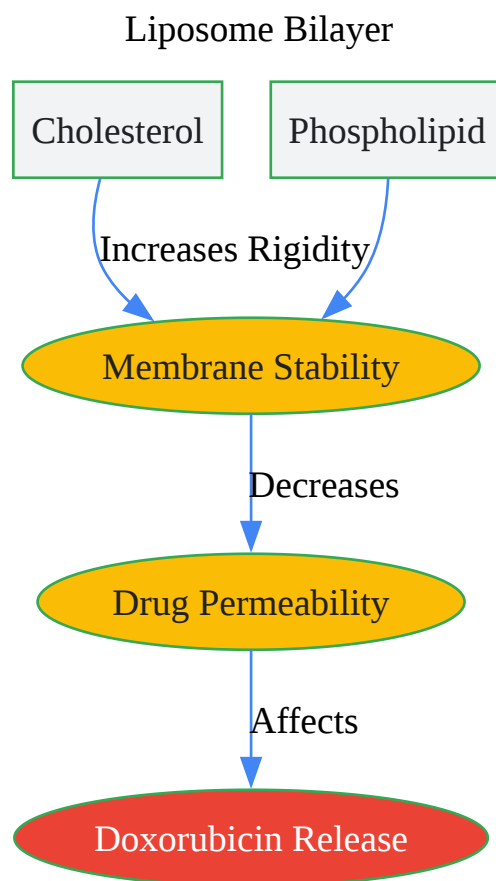 Liposome Bilayer
Cholesterol
Phospholipid
Increases Rigidity
Membrane Stability
Decreases
Drug Permeability
Affects
Doxorubicin Release